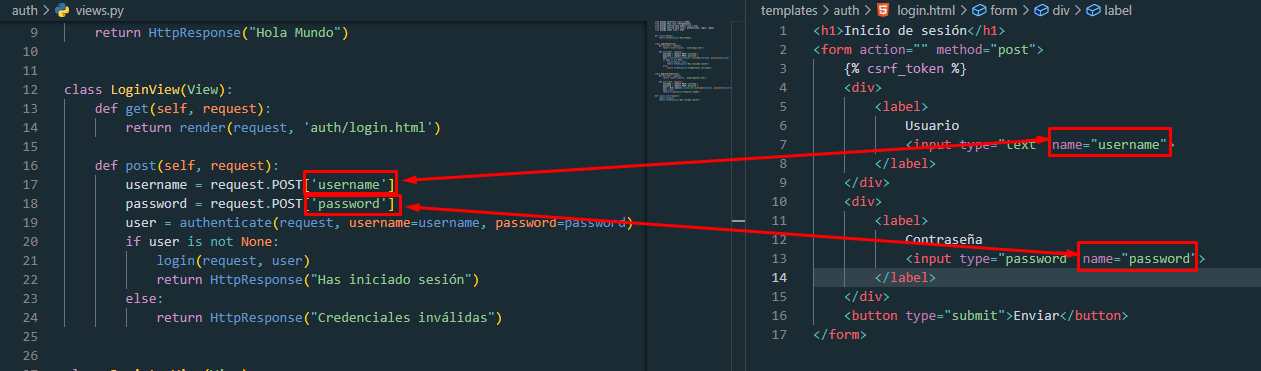 auth > views.py
9 return HttpResponse("Hola Mundo")
10
11
12 class LoginView(View):
13 def get(self, request):
14 return render(request, 'auth/login.html')
15
16 def post(self, request):
17 username = request.POST['username']
18 password = request.POST['password']
19 user = authenticate(request, username=username, password=password)
20 if user is not None:
21 login(request, user)
22 return HttpResponse("Has iniciado sesión")
23 else:
24 return HttpResponse("Credenciales inválidas")
25
26
templates > auth > login.html > form > div > label
1 <h1>Inicio de sesión</h1>
2 <form action="" method="post">
3 {% csrf_token %}
4 <div>
5 <label>
6 Usuario
7 <input type="text" name="username">
8 </label>
9 </div>
10 <div>
11 <label>
12 Contraseña
13 <input type="password" name="password">
14 </label>
15 </div>
16 <button type="submit">Enviar</button>
17 </form>